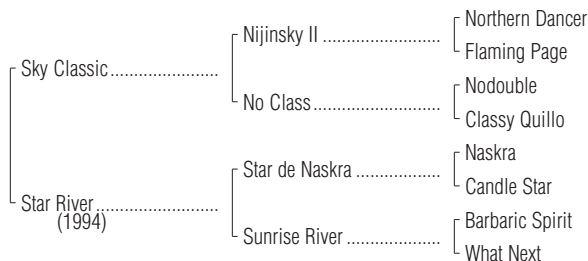 Northern Dancer
Nijinsky II ........................
Flaming Page
Sky Classic ......................
Nodouble
No Class ..........................
Classy Quillo
Naskra
Star de Naskra .................
Candle Star
Star River .........................
(1994)
Barbaric Spirit
Sunrise River ...................
What Next